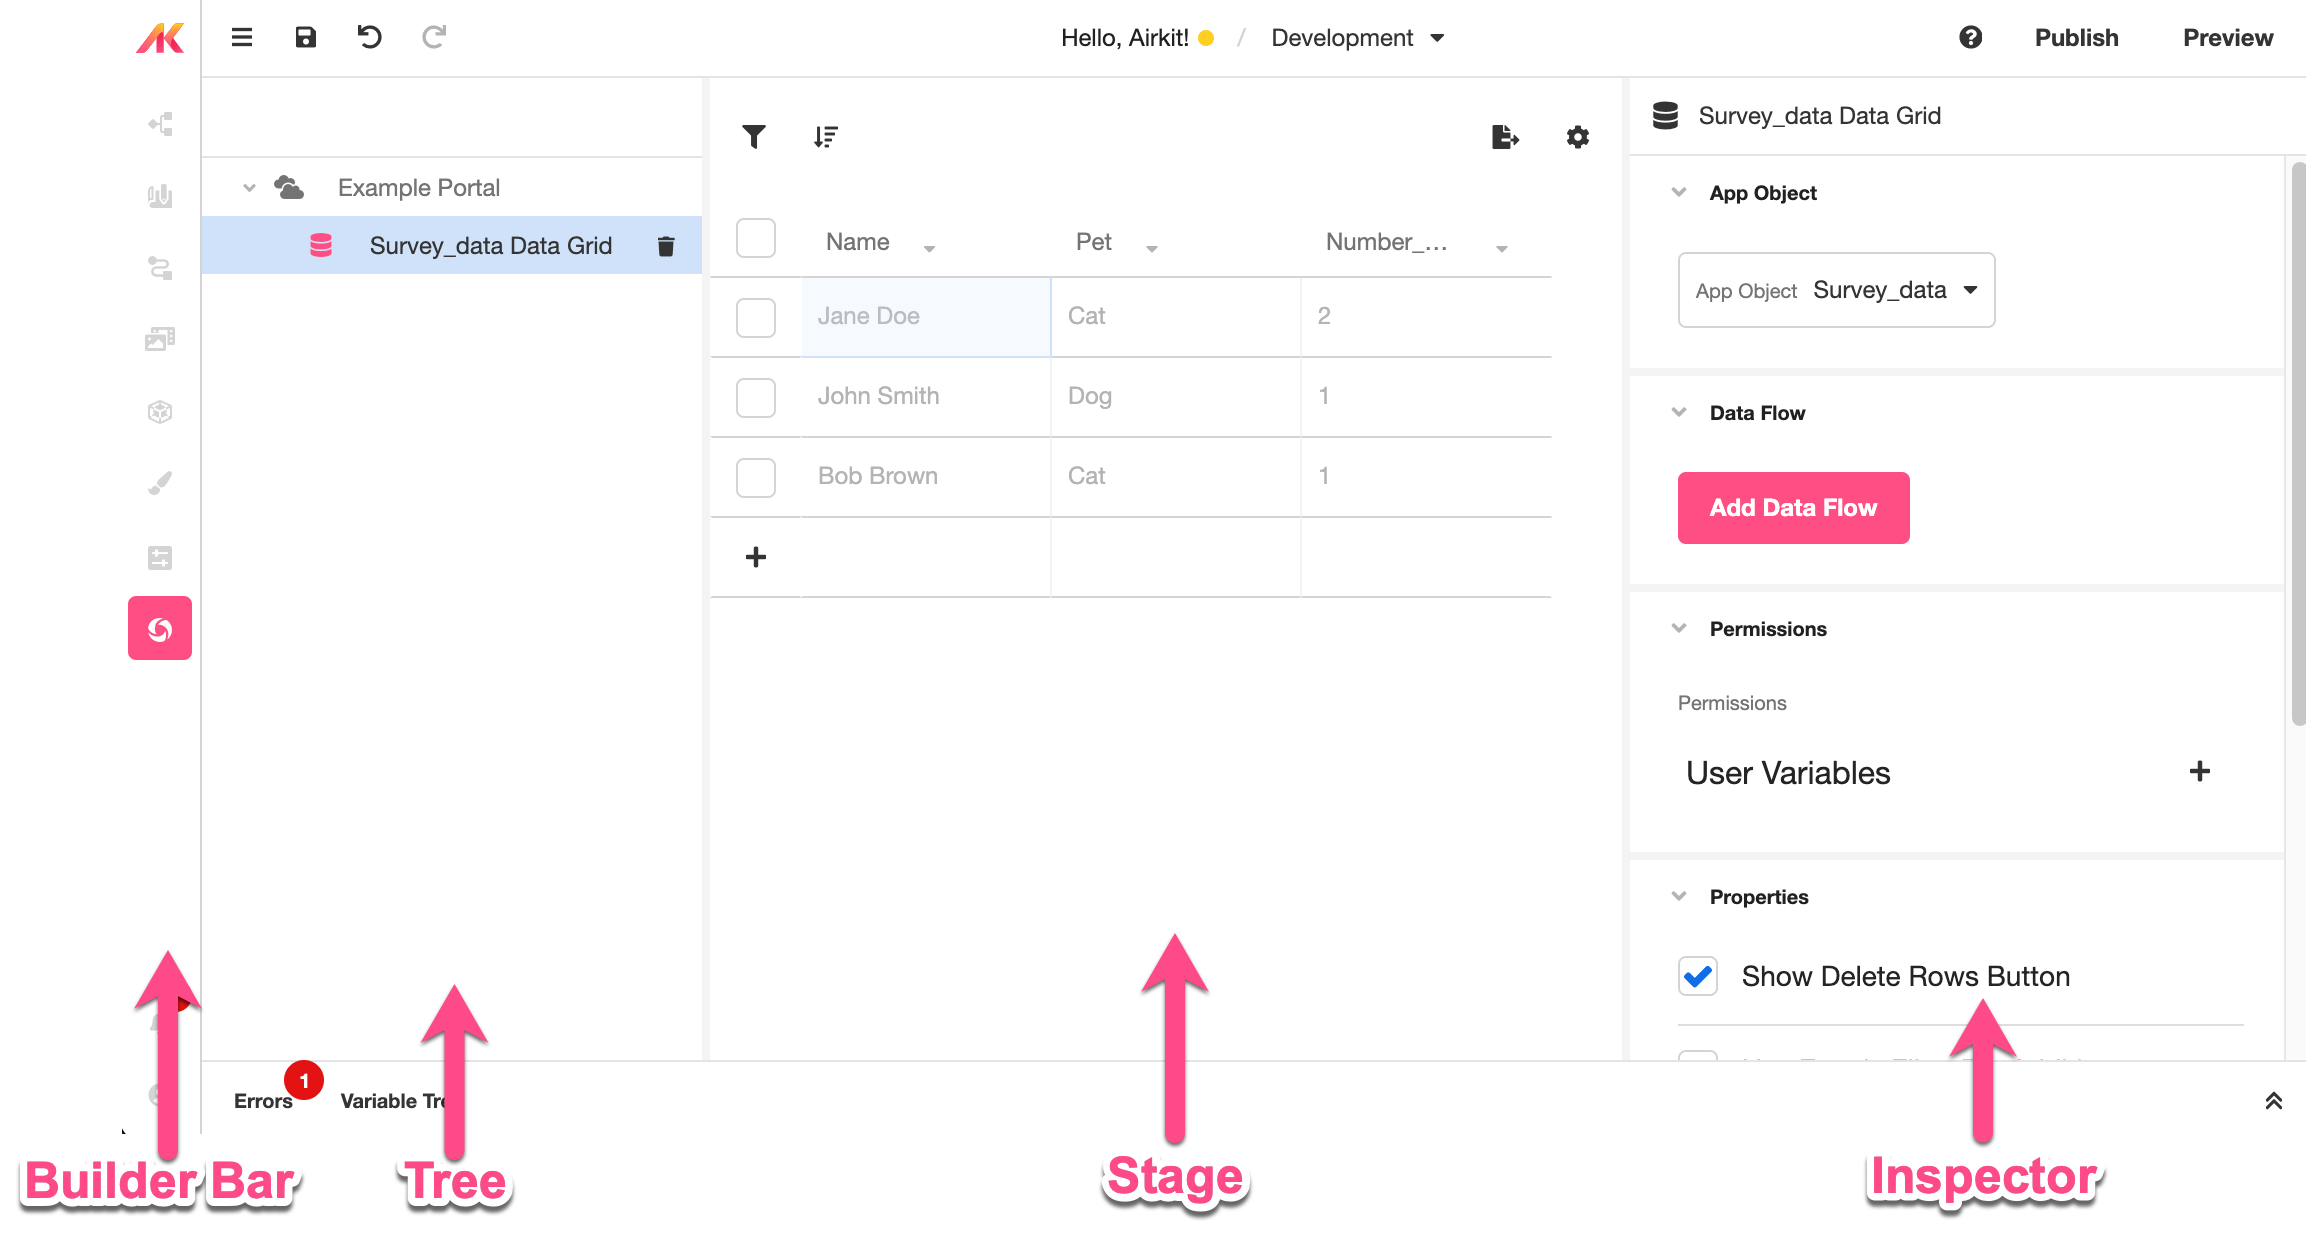 Hello, Airkit! / Development
Publish
Preview
Example Portal
Survey_data Data Grid
Name
Pet
Number_...
Jane Doe
Cat
2
John Smith
Dog
1
Bob Brown
Cat
1
Survey_data Data Grid
App Object
App Object Survey_data
Data Flow
Add Data Flow
Permissions
Permissions
User Variables
Properties
Show Delete Rows Button
Errors
1
Variable
Builder Bar
Tree
Stage
Inspector